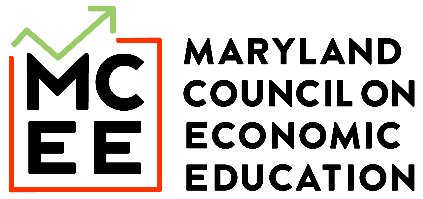 MC
EE
MARYLAND
COUNCIL ON
ECONOMIC
EDUCATION